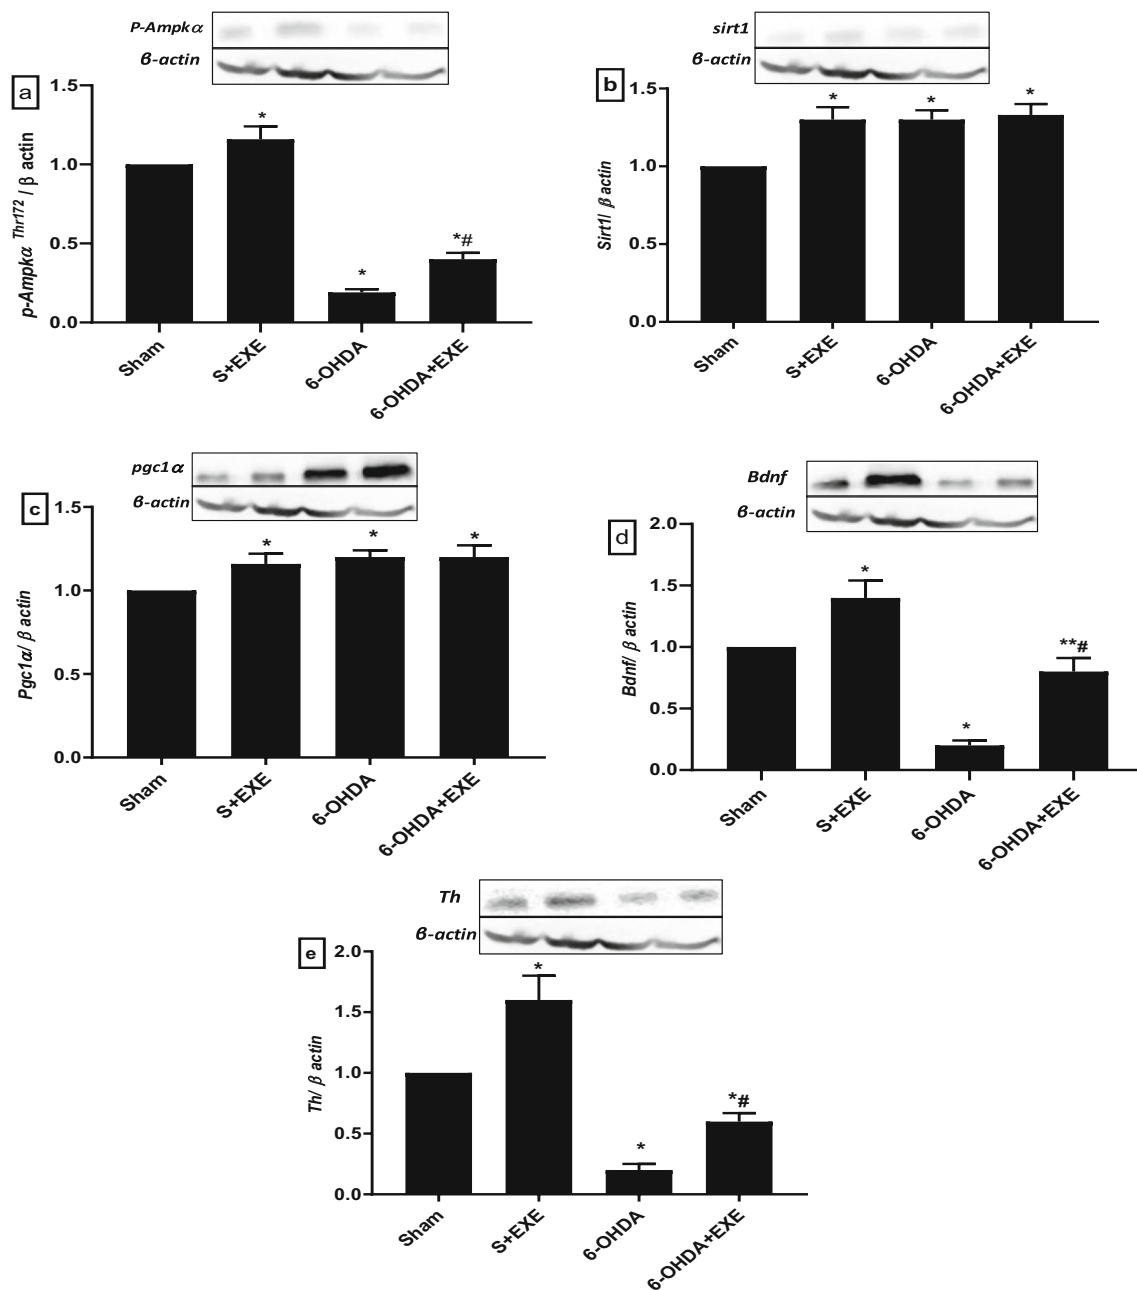 P-Ampkα
β-actin
a
p-Ampkα Thr172 / β actin
1.5
1.0
0.5
0.0
*
*
*#
Sham
S+EXE
6-OHDA
6-OHDA+EXE
sirt1
β-actin
b
Sirt1/ β actin
1.5
1.0
0.5
0.0
*
*
*
Sham
S+EXE
6-OHDA
6-OHDA+EXE
pgc1α
β-actin
c
Pgc1α/ β actin
1.5
1.0
0.5
0.0
*
*
*
Sham
S+EXE
6-OHDA
6-OHDA+EXE
Bdnf
β-actin
d
Bdnf/ β actin
2.0
1.5
1.0
0.5
0.0
*
*
**#
Sham
S+EXE
6-OHDA
6-OHDA+EXE
Th
β-actin
e
Th/ β actin
2.0
1.5
1.0
0.5
0.0
*
*
*#
Sham
S+EXE
6-OHDA
6-OHDA+EXE